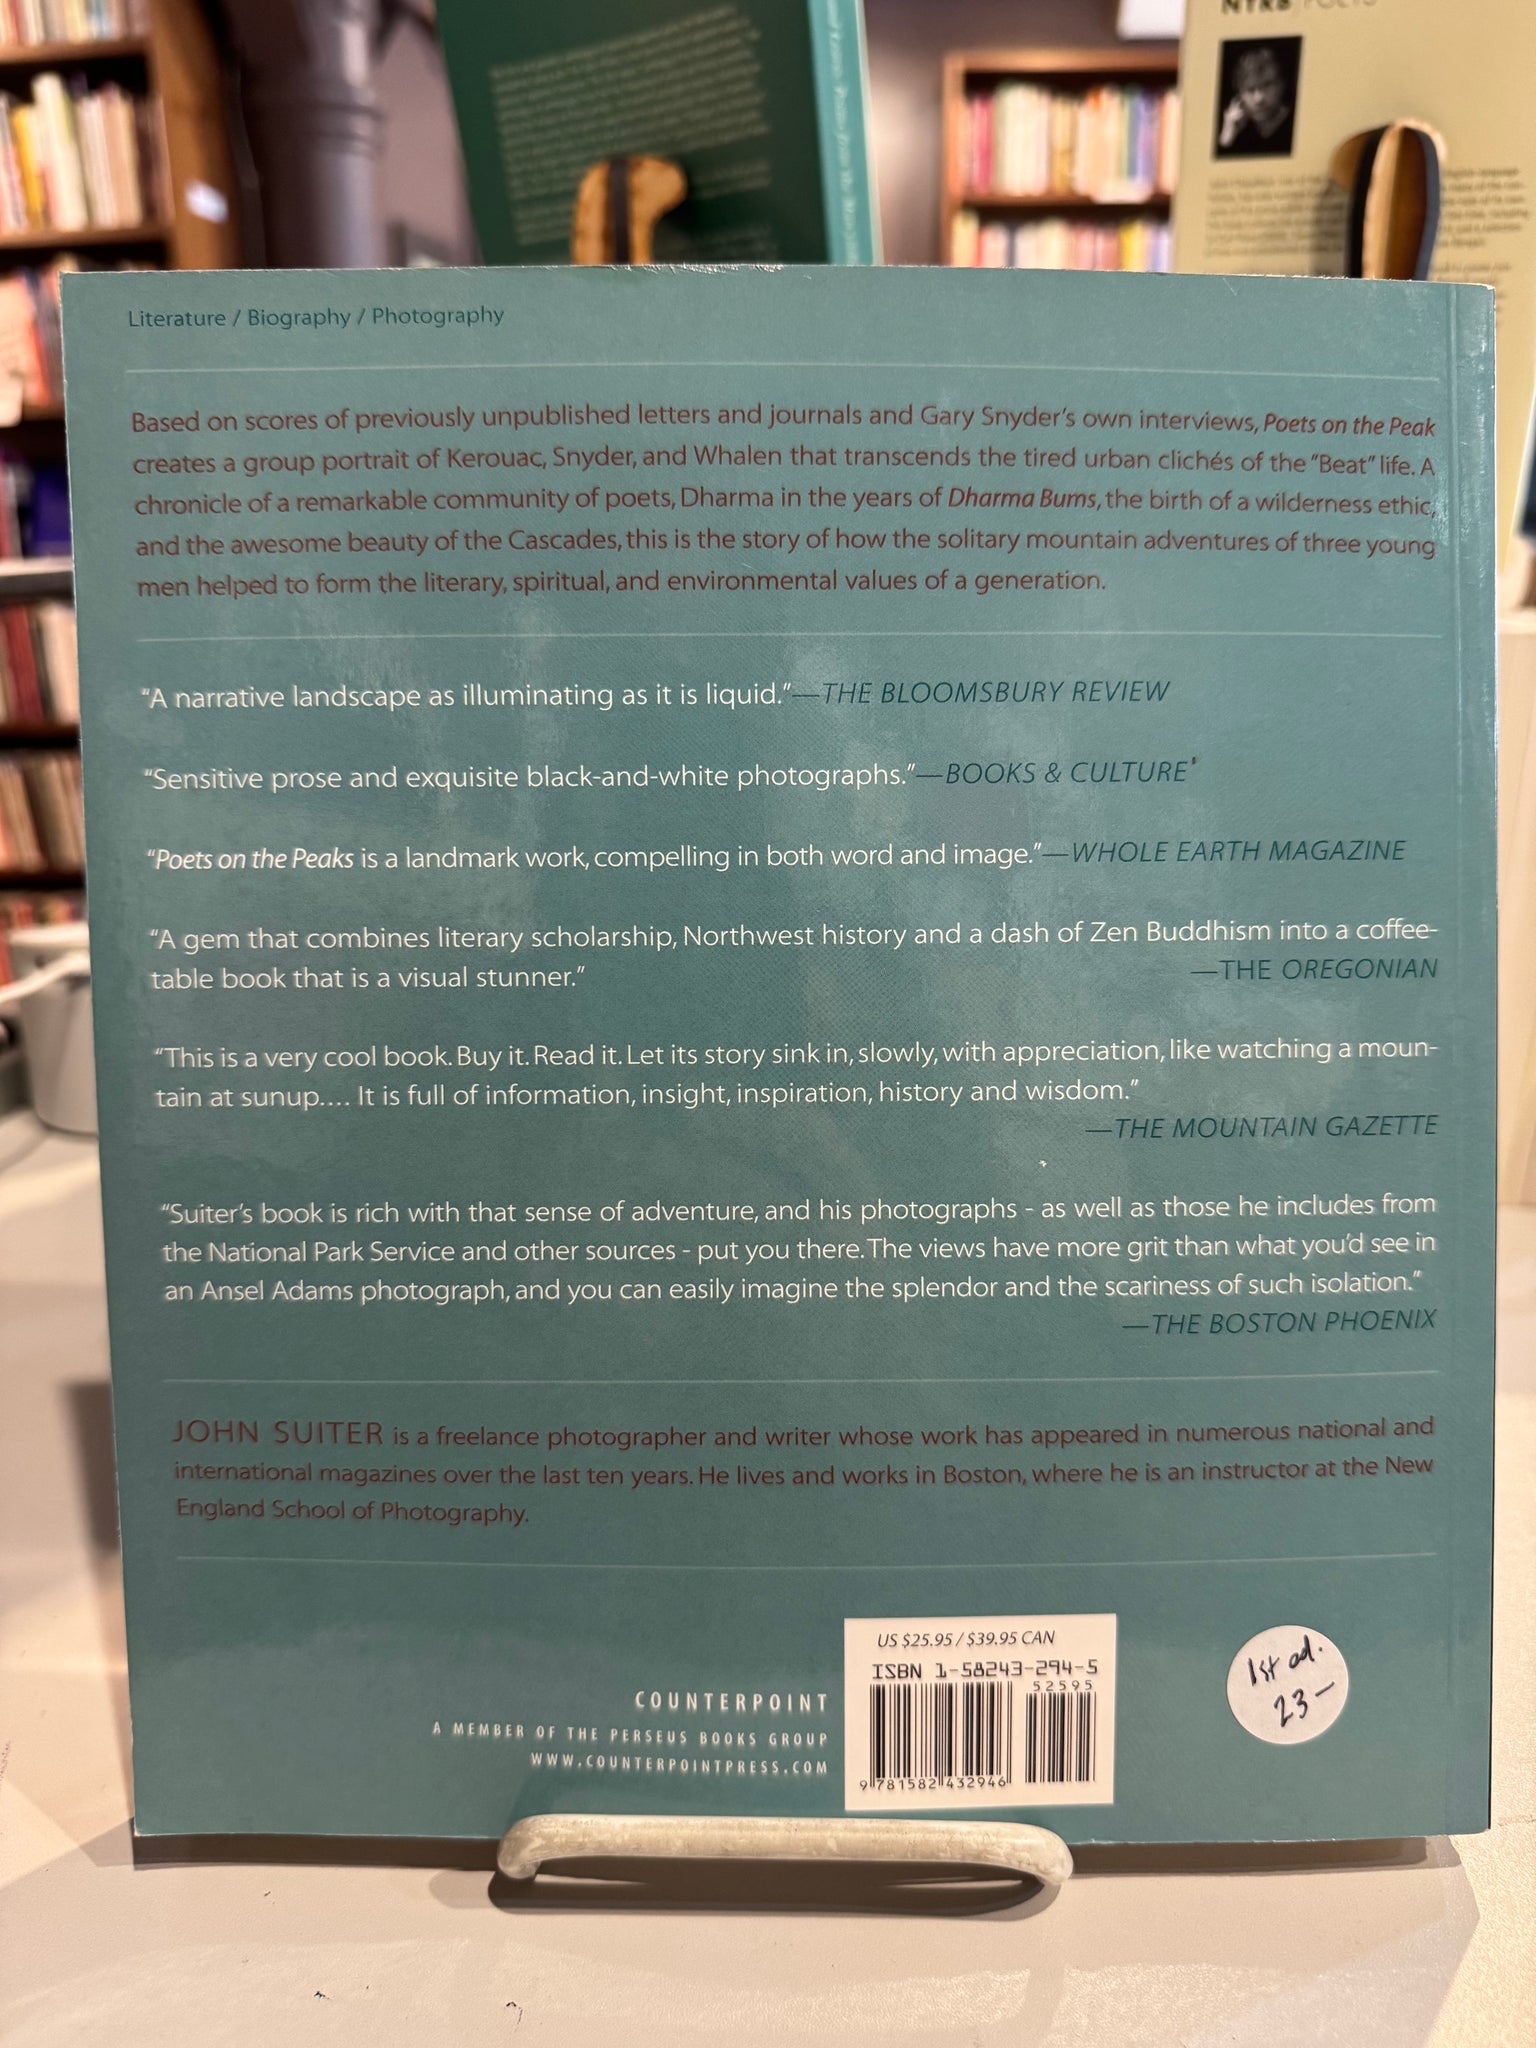 NYRB / POETS
Literature / Biography / Photography
Based on scores of previously unpublished letters and journals and Gary Snyder's own interviews, Poets on the Peak
creates a group portrait of Kerouac, Snyder, and Whalen that transcends the tired urban clichés of the "Beat" life. A
chronicle of a remarkable community of poets, Dharma in the years of Dharma Bums, the birth of a wilderness ethic,
and the awesome beauty of the Cascades, this is the story of how the solitary mountain adventures of three young
men helped to form the literary, spiritual, and environmental values of a generation.
“A narrative landscape as illuminating as it is liquid.”—THE BLOOMSBURY REVIEW
“Sensitive prose and exquisite black-and-white photographs.”—BOOKS & CULTURE'
“Poets on the Peaks is a landmark work, compelling in both word and image.”—WHOLE EARTH MAGAZINE
“A gem that combines literary scholarship, Northwest history and a dash of Zen Buddhism into a coffee-
table book that is a visual stunner.” —THE OREGONIAN
“This is a very cool book. Buy it. Read it. Let its story sink in, slowly, with appreciation, like watching a moun-
tain at sunup.... It is full of information, insight, inspiration, history and wisdom.”
—THE MOUNTAIN GAZETTE
“Suiter's book is rich with that sense of adventure, and his photographs - as well as those he includes from
the National Park Service and other sources - put you there. The views have more grit than what you'd see in
an Ansel Adams photograph, and you can easily imagine the splendor and the scariness of such isolation.”
—THE BOSTON PHOENIX
JOHN SUITER is a freelance photographer and writer whose work has appeared in numerous national and
international magazines over the last ten years. He lives and works in Boston, where he is an instructor at the New
England School of Photography.
COUNTERPOINT
A MEMBER OF THE PERSEUS BOOKS GROUP
WWW.COUNTERPOINTPRESS.COM
US $25.95 / $39.95 CAN
ISBN 1-58243-294-5
52595
9 781582 432946
1st ed.
23—